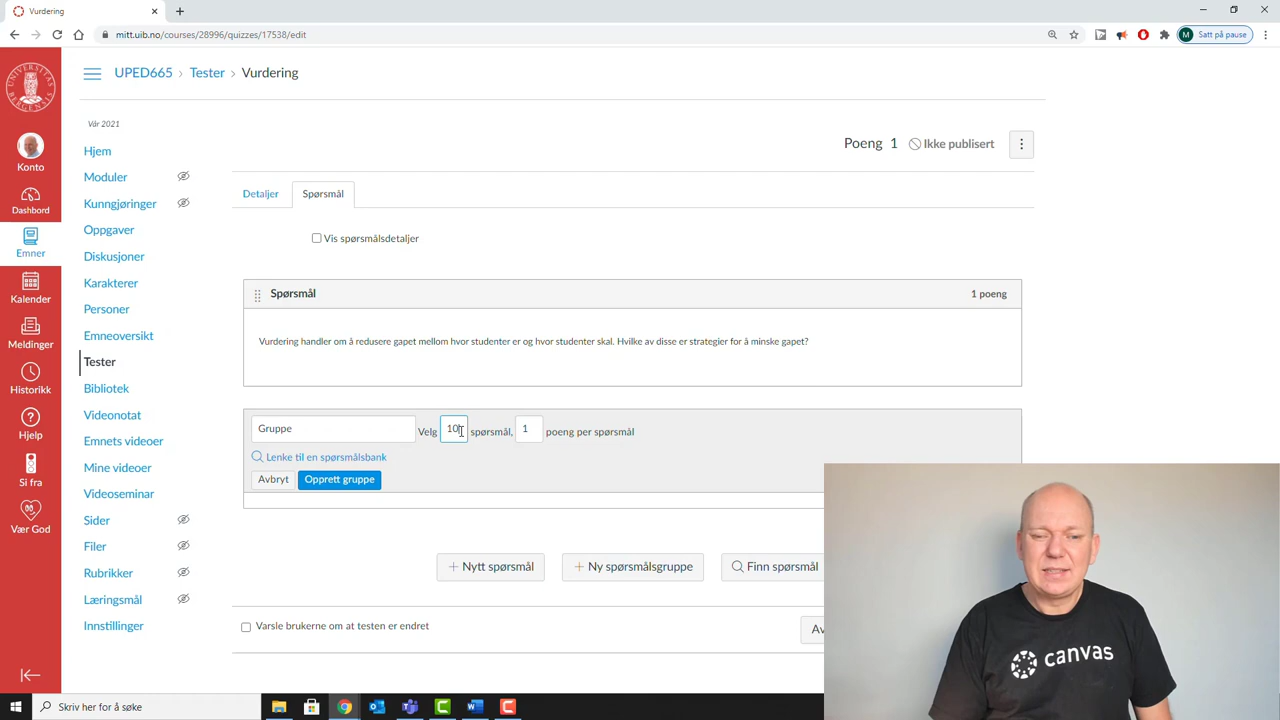 Vurdering
mitt.uib.no/courses/28996/quizzes/17538/edit
M Satt på pause
UPED665 › Tester › Vurdering
UNIVERSITAS BERGENSIS
Konto
Dashbord
Emner
Kalender
Meldinger
Historikk
Hjelp
Si fra
Vær God
Vår 2021
Hjem
Moduler
Kunngjøringer
Oppgaver
Diskusjoner
Karakterer
Personer
Emneoversikt
Tester
Bibliotek
Videonotat
Emnets videoer
Mine videoer
Videoseminar
Sider
Filer
Rubrikker
Læringsmål
Innstillinger
Poeng 1 Ikke publisert
Detaljer Spørsmål
Vis spørsmålsdetaljer
Spørsmål 1 poeng
Vurdering handler om å redusere gapet mellom hvor studenter er og hvor studenter skal. Hvilke av disse er strategier for å minske gapet?
Gruppe Velg 10 spørsmål, 1 poeng per spørsmål
Lenke til en spørsmålsbank
Avbryt Opprett gruppe
+ Nytt spørsmål + Ny spørsmålsgruppe Finn spørsmål
Varsle brukerne om at testen er endret Av
canvas
Skriv her for å søke